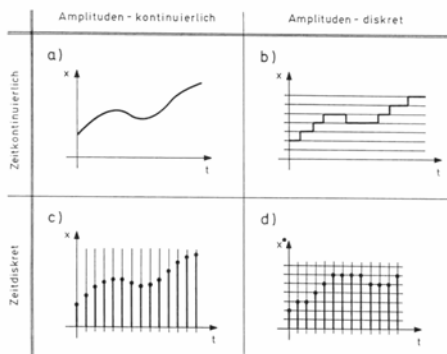 Amplituden - kontinuierlich
Amplituden - diskret
Zeitkontinuierlich
a)
x
t
b)
x
t
Zeitdiskret
c)
x
t
d)
x*
t